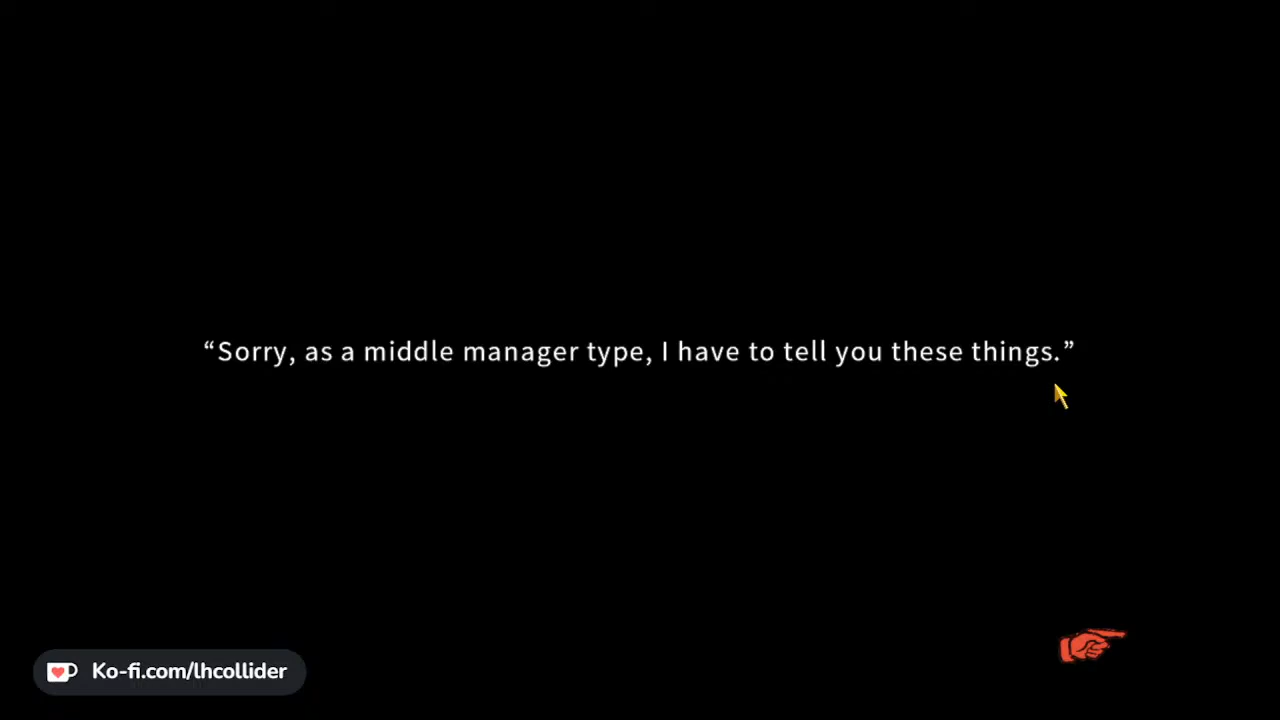 “Sorry, as a middle manager type, I have to tell you these things.”
Ko-fi.com/lhcollider